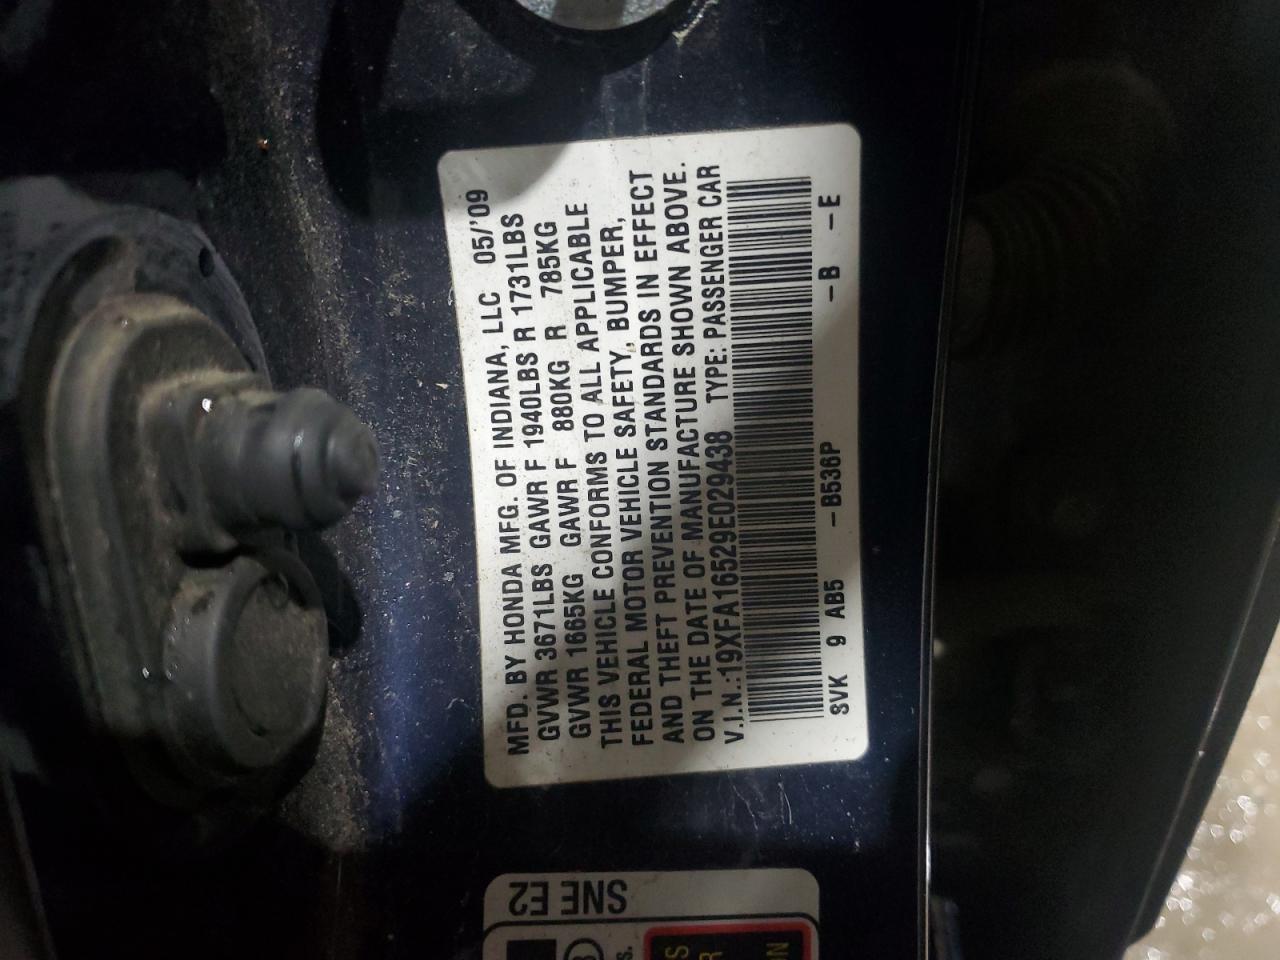 MFD. BY HONDA MFG. OF INDIANA, LLC 05/'09
GVWR 3671LBS GAWR F 1940LBS R 1731LBS
GVWR 1665KG GAWR F 880KG R 785KG
THIS VEHICLE CONFORMS TO ALL APPLICABLE
FEDERAL MOTOR VEHICLE SAFETY, BUMPER,
AND THEFT PREVENTION STANDARDS IN EFFECT
ON THE DATE OF MANUFACTURE SHOWN ABOVE.
V.I.N.:19XFA16529E029438 TYPE: PASSENGER CAR
SVK 9 AB5 – B536P – B – E
SNE E2